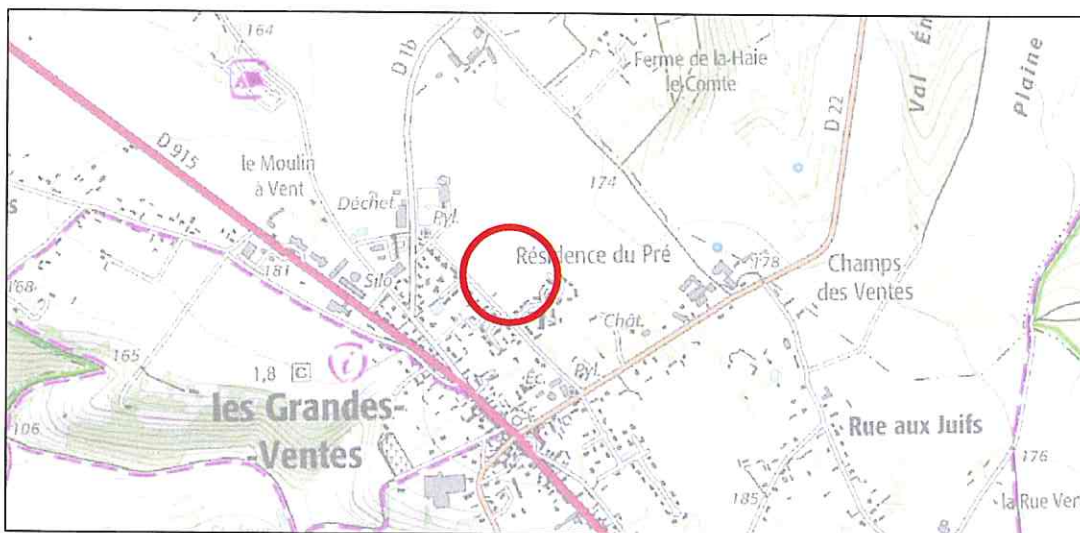 164
D 1b
Ferme de la Haie
le Comte
D 22
Val Ém
Plaine
D 915
le Moulin
à Vent
174
Déchet.
Pyl.
s
181
Silo
Résidence du Pré
178
Champs
des Ventes
168
Chât.
165
1,8 C
i
Ec.
Pyl.
106
les Grandes-
-Ventes
Rue aux Juifs
176
185
la Rue Ver